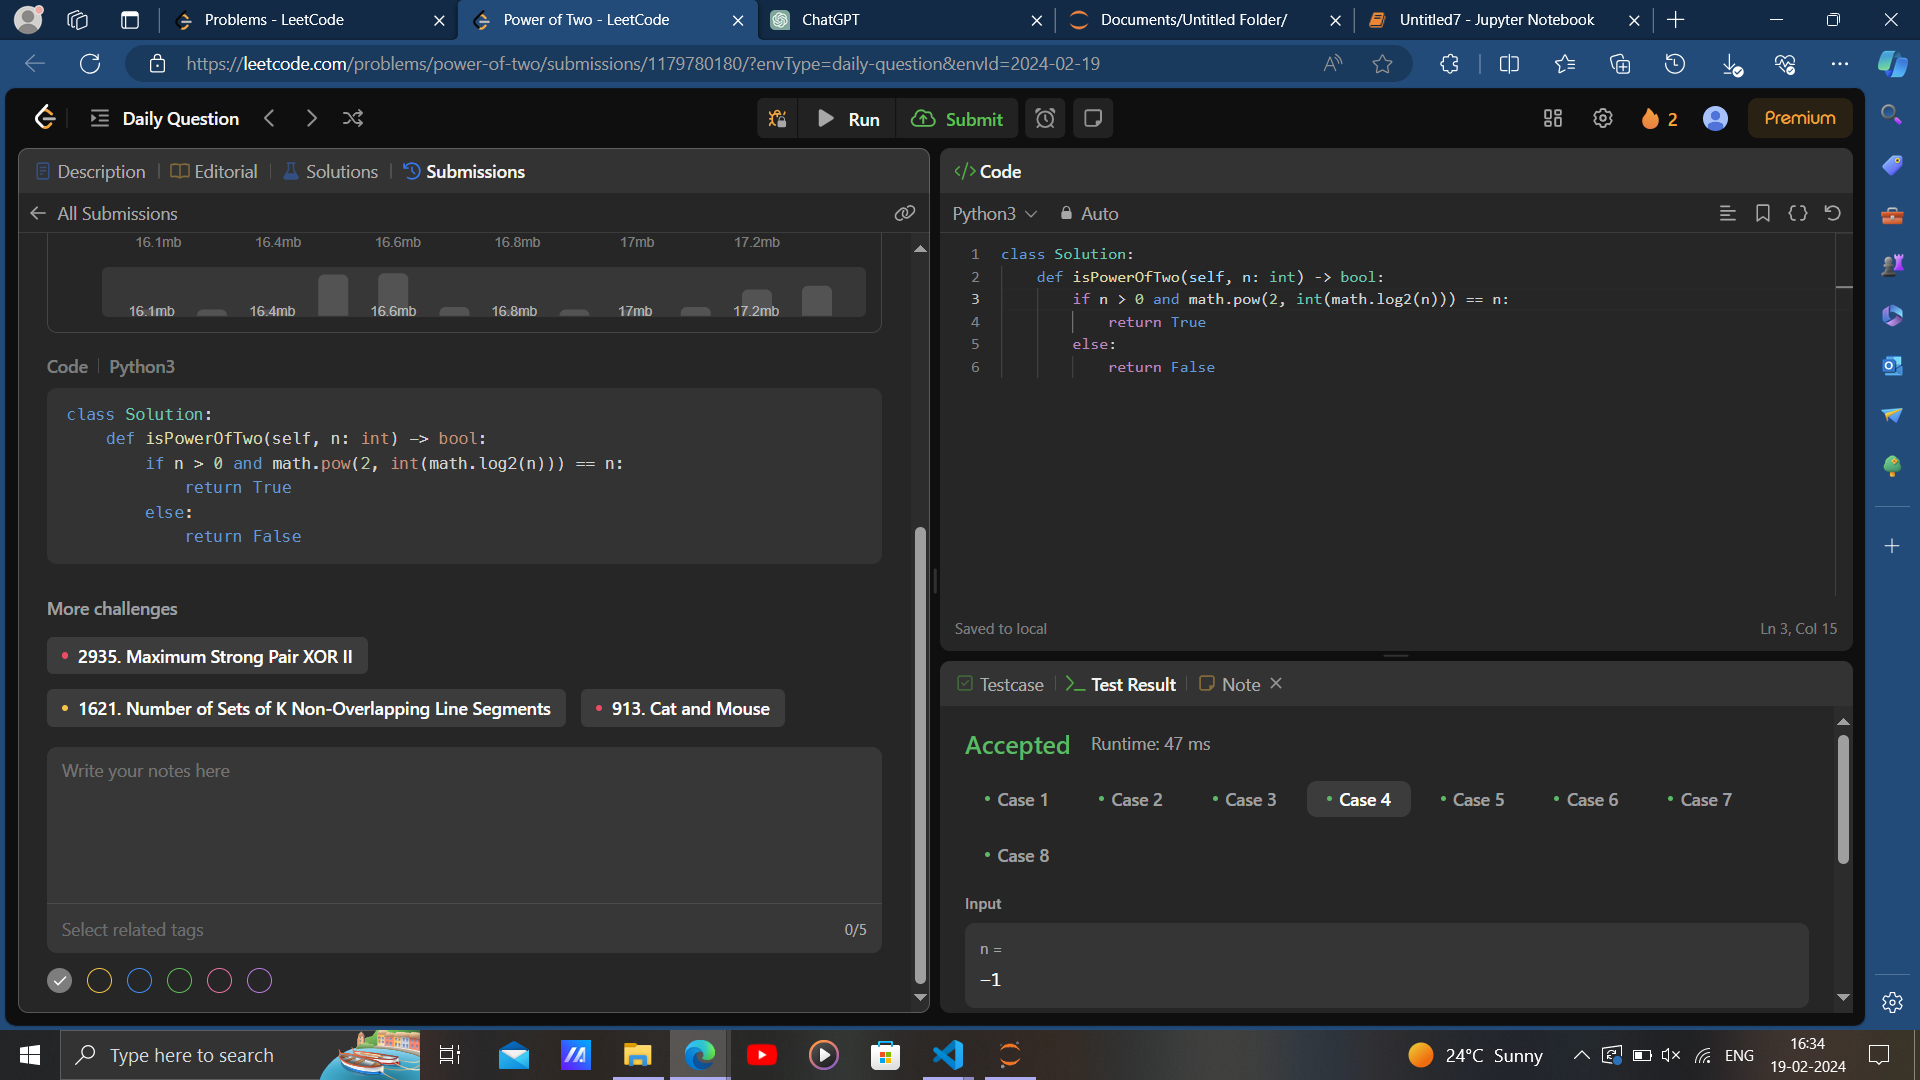 Problems - LeetCode
Power of Two - LeetCode
ChatGPT
Documents/Untitled Folder/
Untitled7 - Jupyter Notebook
https://leetcode.com/problems/power-of-two/submissions/1179780180/?envType=daily-question&envId=2024-02-19
Daily Question
Run
Submit
2
Premium
Description
Editorial
Solutions
Submissions
All Submissions
16.1mb 16.4mb 16.6mb 16.8mb 17mb 17.2mb
16.1mb 16.4mb 16.6mb 16.8mb 17mb 17.2mb
Code Python3
class Solution:
def isPowerOfTwo(self, n: int) -> bool:
if n > 0 and math.pow(2, int(math.log2(n))) == n:
return True
else:
return False
More challenges
2935. Maximum Strong Pair XOR II
1621. Number of Sets of K Non-Overlapping Line Segments
913. Cat and Mouse
Write your notes here
Select related tags
0/5
</> Code
Python3
Auto
1 class Solution:
2 def isPowerOfTwo(self, n: int) -> bool:
3 if n > 0 and math.pow(2, int(math.log2(n))) == n:
4 return True
5 else:
6 return False
Saved to local
Ln 3, Col 15
Testcase
Test Result
Note
Accepted
Runtime: 47 ms
Case 1
Case 2
Case 3
Case 4
Case 5
Case 6
Case 7
Case 8
Input
n =
-1
Type here to search
24°C Sunny
ENG
16:34
19-02-2024